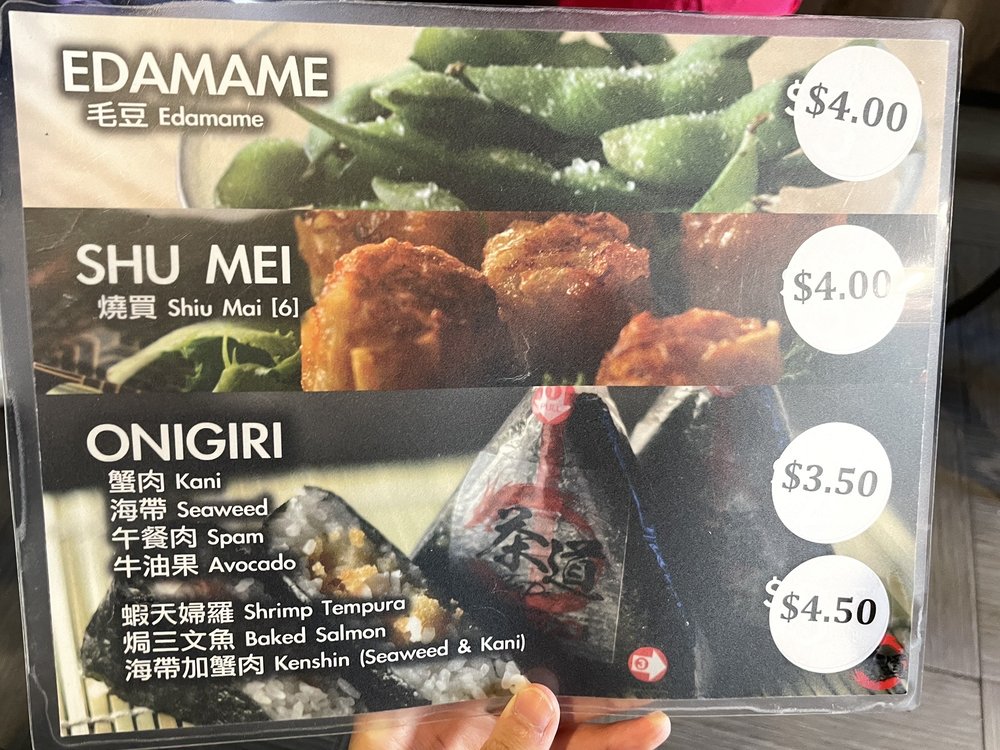 EDAMAME
毛豆 Edamame
$4.00
SHU MEI
燒買 Shiu Mai [6]
$4.00
ONIGIRI
蟹肉 Kani
海帶 Seaweed
午餐肉 Spam
牛油果 Avocado
$3.50
蝦天婦羅 Shrimp Tempura
焗三文魚 Baked Salmon
海帶加蟹肉 Kenshin (Seaweed & Kani)
$4.50
PULL
茶道
3